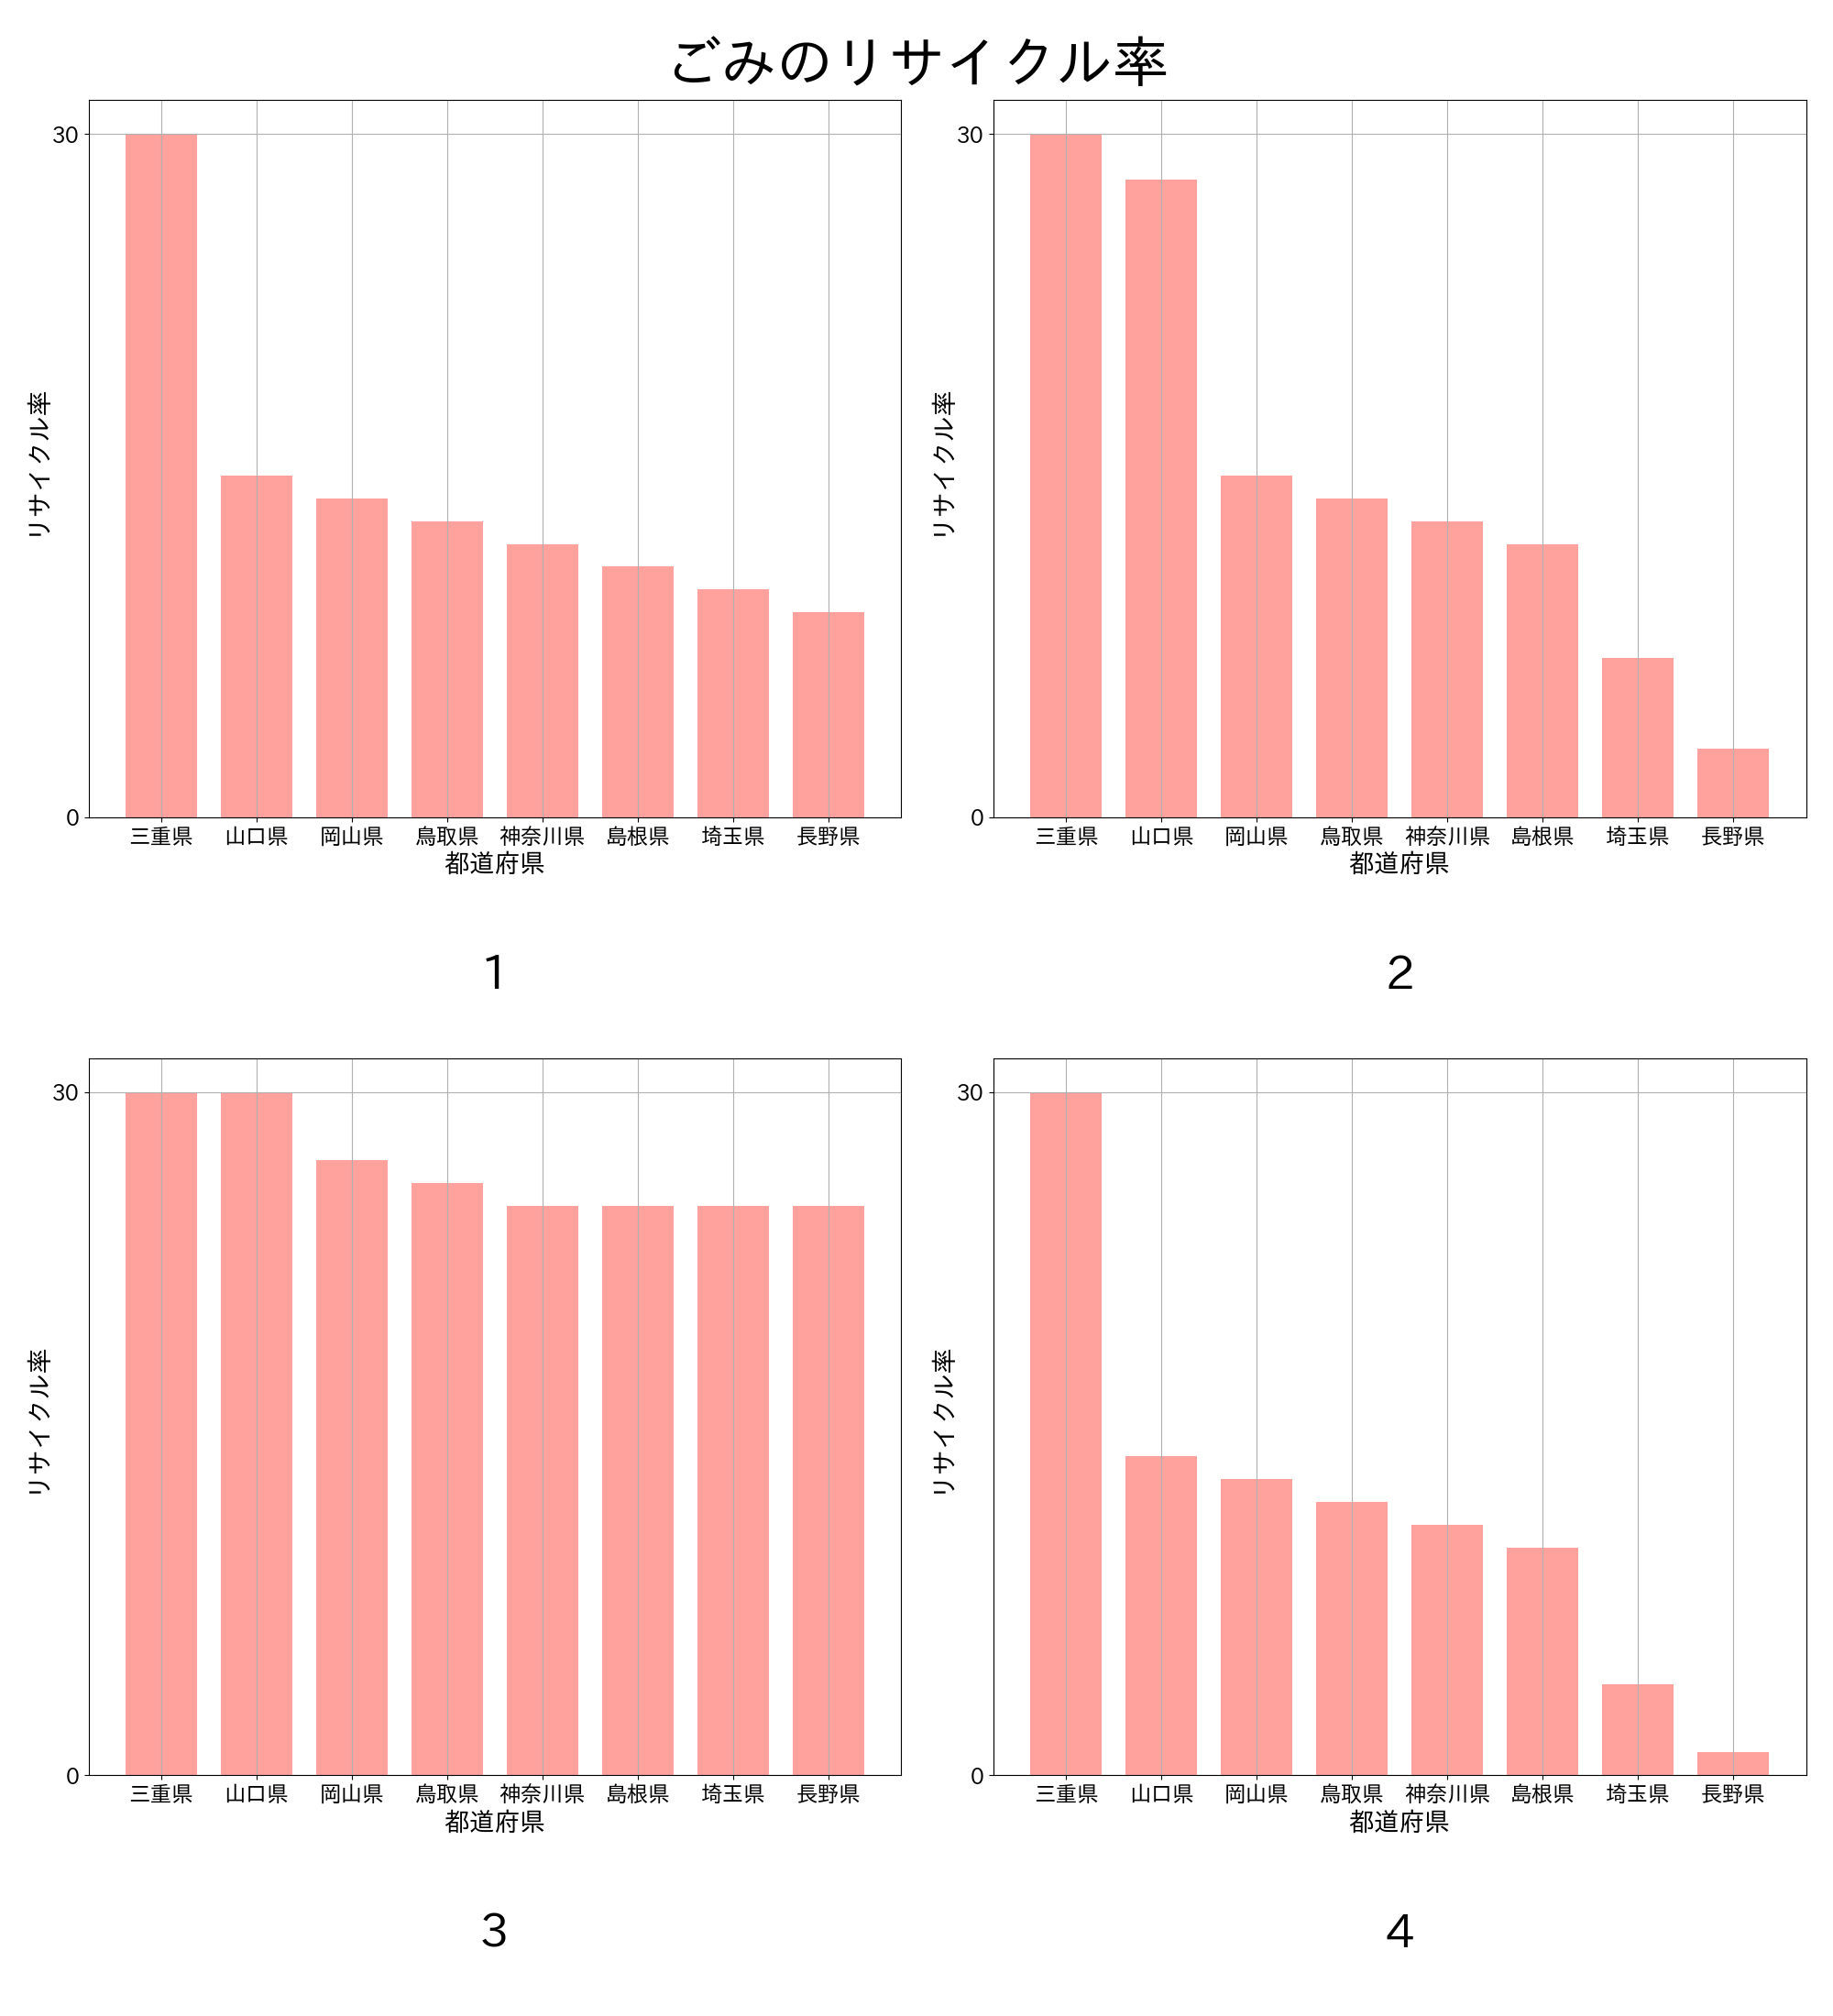 ごみのリサイクル率
30
0
リサイクル率
三重県 山口県 岡山県 鳥取県 神奈川県 島根県 埼玉県 長野県
都道府県
1
30
0
リサイクル率
三重県 山口県 岡山県 鳥取県 神奈川県 島根県 埼玉県 長野県
都道府県
2
30
0
リサイクル率
三重県 山口県 岡山県 鳥取県 神奈川県 島根県 埼玉県 長野県
都道府県
3
30
0
リサイクル率
三重県 山口県 岡山県 鳥取県 神奈川県 島根県 埼玉県 長野県
都道府県
4